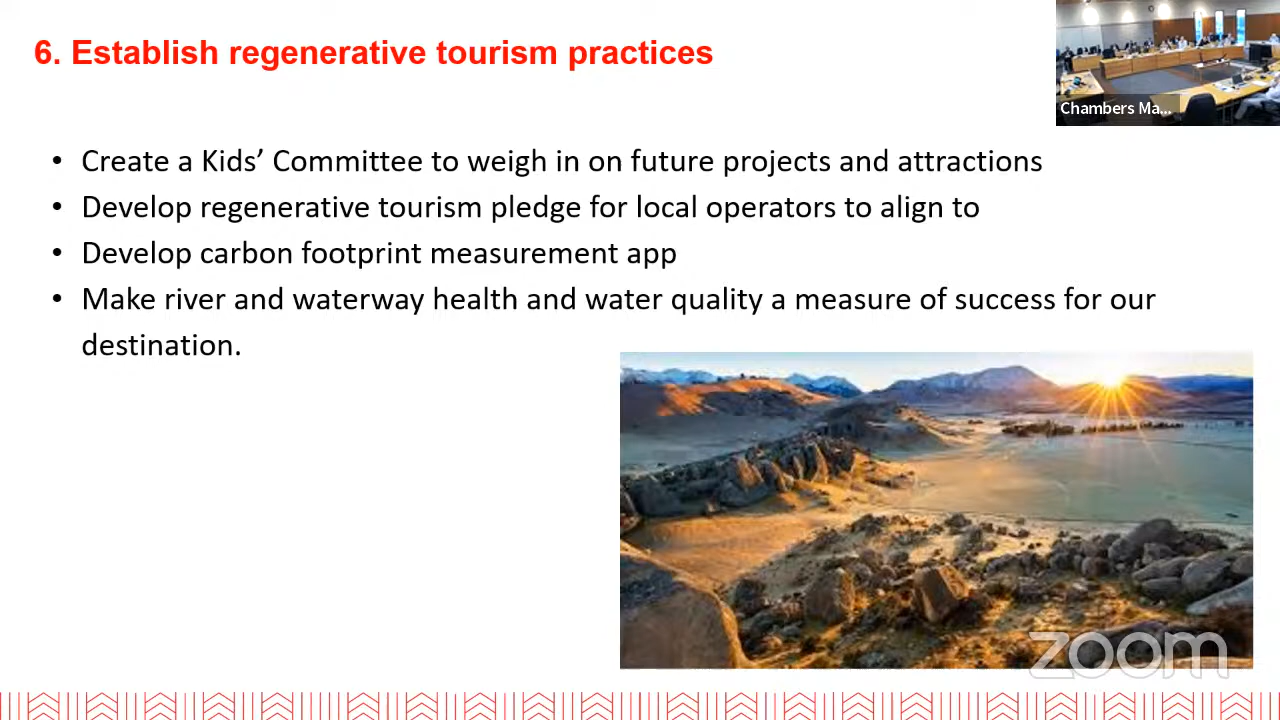 6. Establish regenerative tourism practices
Chambers Ma...
• Create a Kids’ Committee to weigh in on future projects and attractions
• Develop regenerative tourism pledge for local operators to align to
• Develop carbon footprint measurement app
• Make river and waterway health and water quality a measure of success for our
destination.
zoom